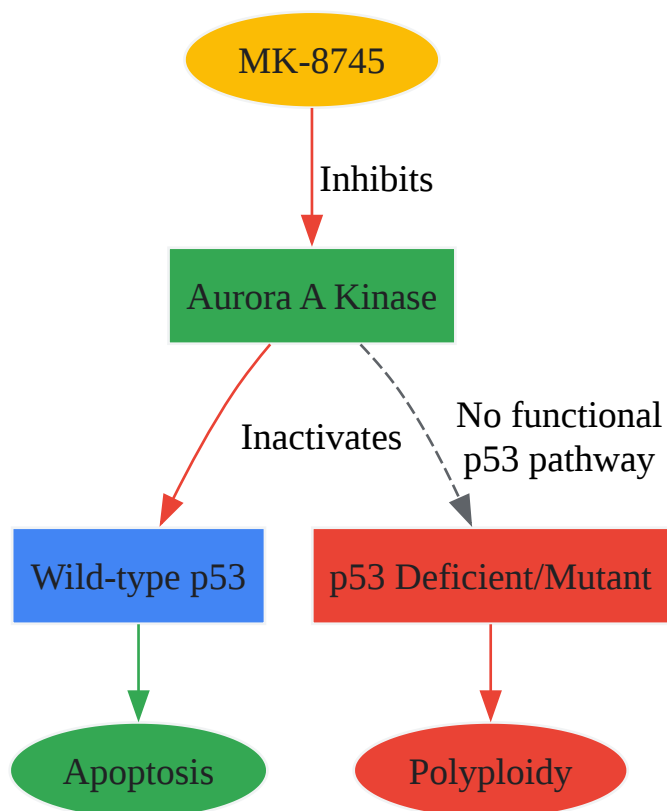 MK-8745
Inhibits
Aurora A Kinase
Inactivates
No functional
p53 pathway
Wild-type p53
p53 Deficient/Mutant
Apoptosis
Polyploidy